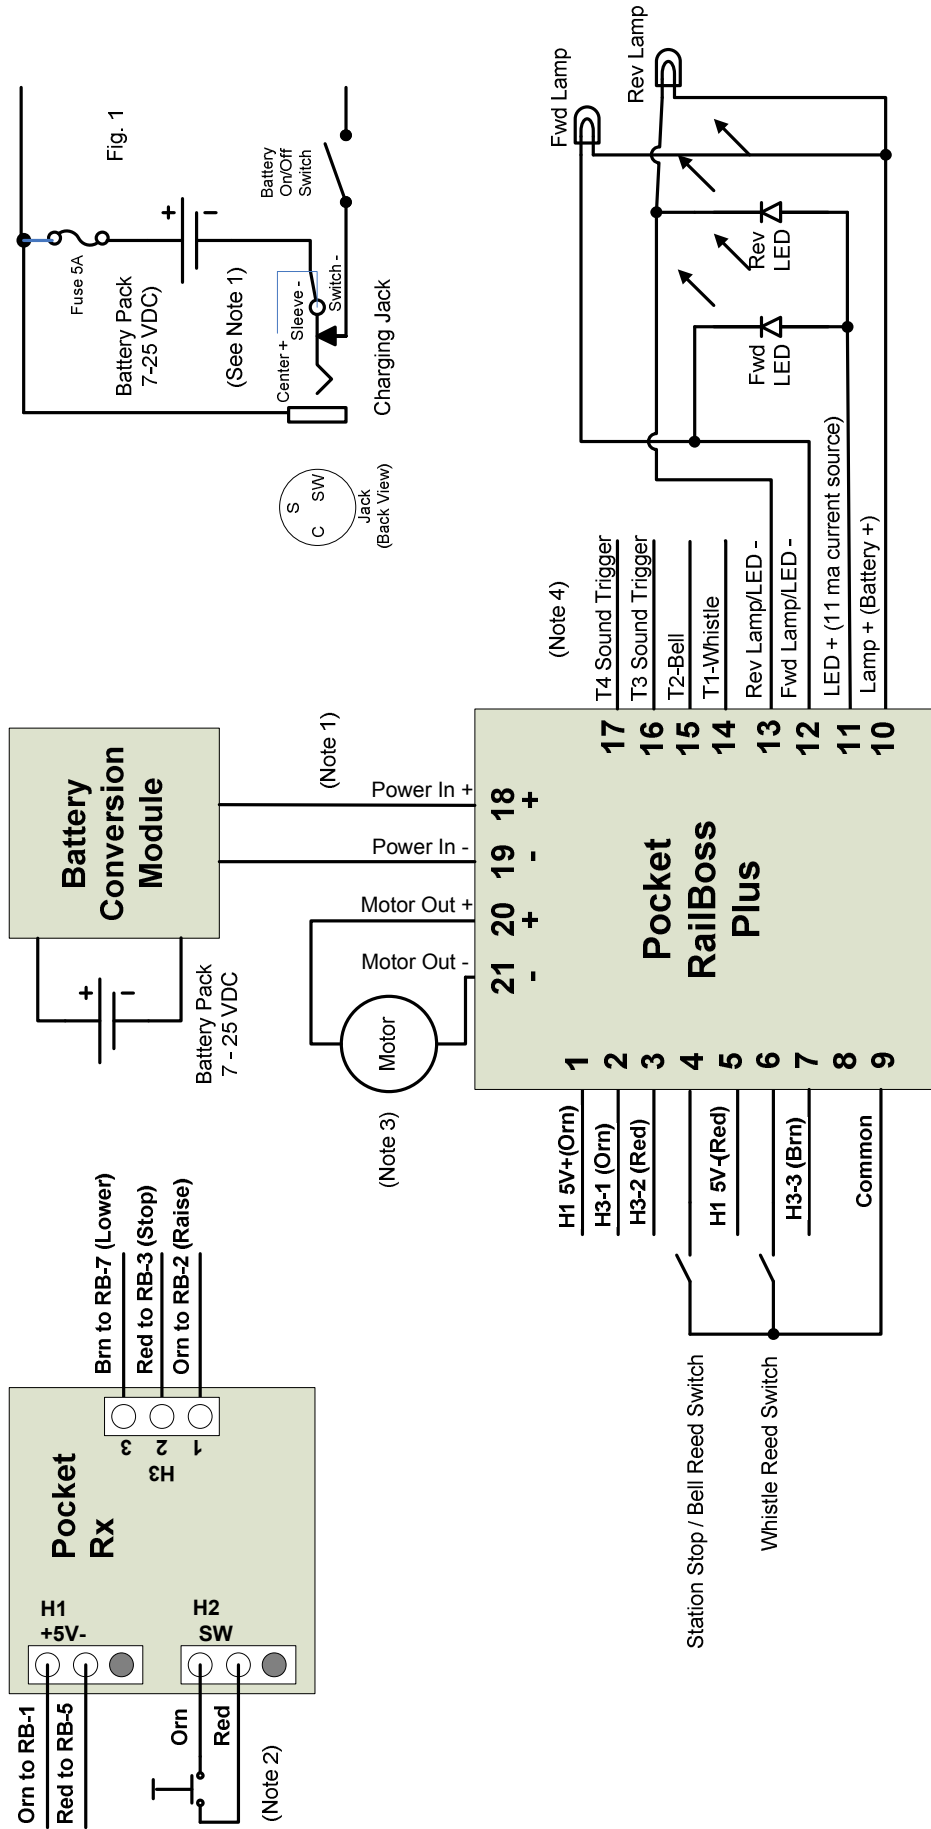 Orn to RB-1
Red to RB-5
H1
+5V-
Pocket
Rx
H2
SW
Orn
Red
(Note 2)
3
2
1
H3
Brn to RB-7 (Lower)
Red to RB-3 (Stop)
Orn to RB-2 (Raise)
+
-
Battery Pack
7 - 25 VDC
Battery
Conversion
Module
(Note 1)
Motor
(Note 3)
Power In +
Power In -
Motor Out +
Motor Out -
18
+
19
-
20
+
21
-
Pocket
RailBoss
Plus
H1 5V+(Orn)
1
H3-1 (Orn)
2
H3-2 (Red)
3
4
H1 5V-(Red)
5
6
H3-3 (Brn)
7
8
Common
9
Station Stop / Bell Reed Switch
Whistle Reed Switch
(Note 4)
17
T4 Sound Trigger
16
T3 Sound Trigger
15
T2-Bell
14
T1-Whistle
13
Rev Lamp/LED -
12
Fwd Lamp/LED -
11
LED + (11 ma current source)
10
Lamp + (Battery +)
Fwd
LED
Rev
LED
Fwd Lamp
Rev Lamp
Fig. 1
Fuse 5A
+
-
Battery Pack
7-25 VDC)
(See Note 1)
Battery
On/Off
Switch
Center +
Sleeve -
Switch -
Charging Jack
S
C
SW
Jack
(Back View)